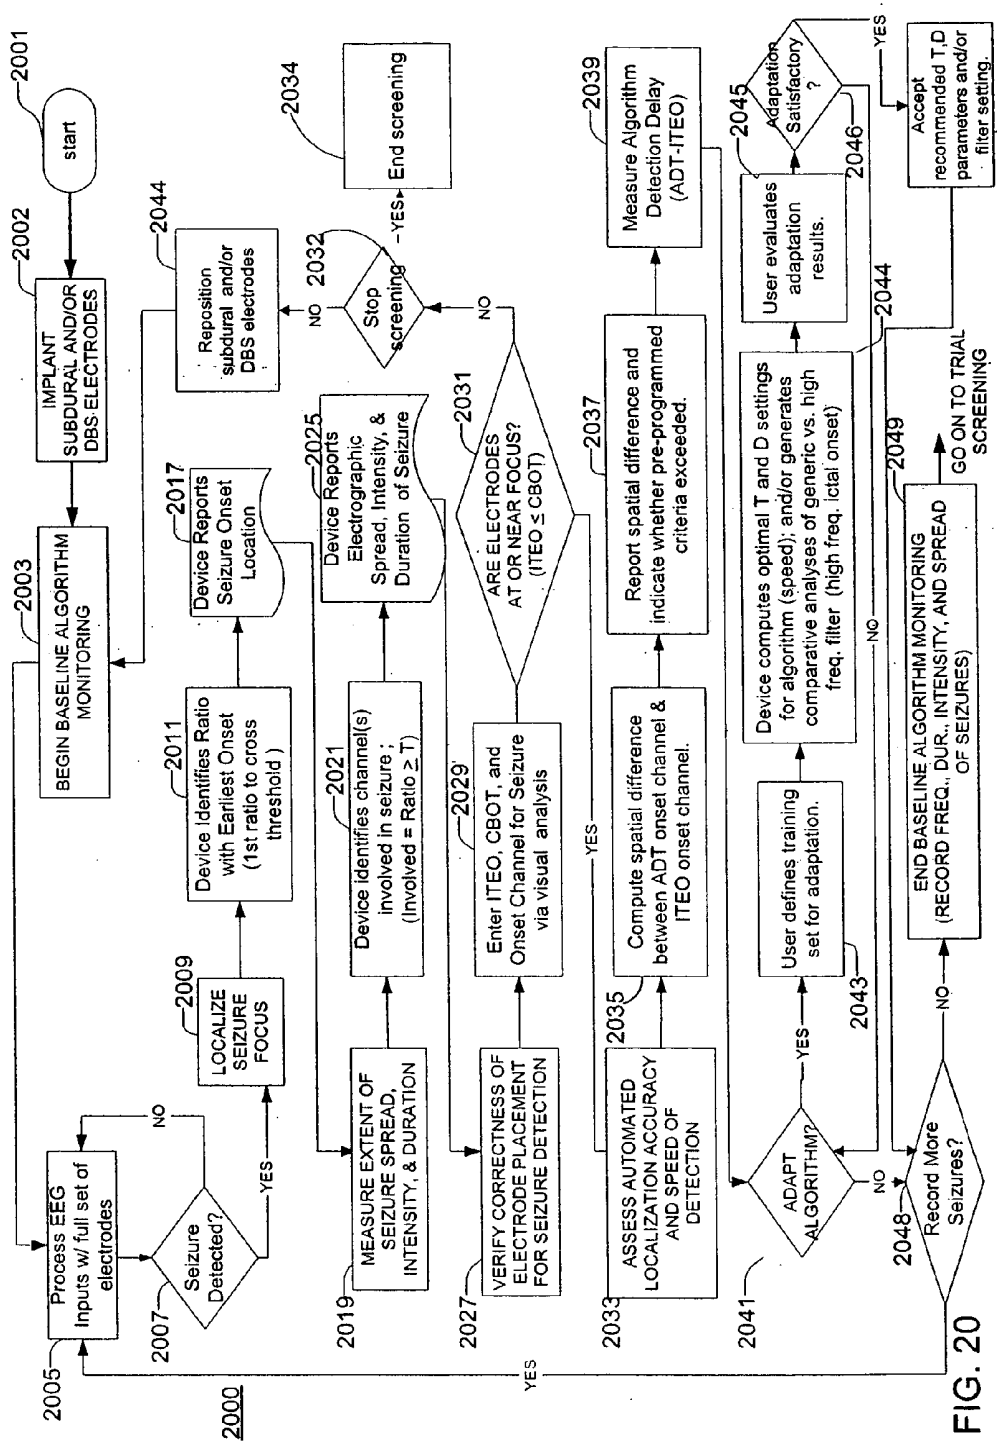 2001
start
2002
IMPLANT
SUBDURAL AND/OR
DBS ELECTRODES
2003
BEGIN BASELINE ALGORITHM
MONITORING
2005
Process EEG
Inputs w/ full set of
electrodes
2007
Seizure
Detected?
NO
YES
2009
LOCALIZE
SEIZURE
FOCUS
2011
Device Identifies Ratio
with Earliest Onset
(1st ratio to cross
threshold )
2017
Device Reports
Seizure Onset
Location
2044
Reposition
subdural and/or
DBS electrodes
NO
2032
Stop
screening
YES
2034
End screening
2019
MEASURE EXTENT OF
SEIZURE SPREAD,
INTENSITY, & DURATION
2021
Device identifies channel(s)
involved in seizure ;
(Involved = Ratio ≥ T)
2025
Device Reports
Electrographic
Spread, Intensity, &
Duration of Seizure
2027
VERIFY CORRECTNESS OF
ELECTRODE PLACEMENT
FOR SEIZURE DETECTION
2029
Enter ITEO, CBOT, and
Onset Channel for Seizure
via visual analysis
2031
ARE ELECTRODES
AT OR NEAR FOCUS?
(ITEO ≤ CBOT)
NO
YES
2033
ASSESS AUTOMATED
LOCALIZATION ACCURACY
AND SPEED OF
DETECTION
2035
Compute spatial difference
between ADT onset channel &
ITEO onset channel.
2037
Report spatial difference and
indicate whether pre-programmed
criteria exceeded.
2039
Measure Algorithm
Detection Delay
(ADT-ITEO)
2041
ADAPT
ALGORITHM?
YES
NO
2043
User defines training
set for adaptation.
2044
Device computes optimal T and D settings
for algorithm (speed); and/or generates
comparative analyses of generic vs. high
freq. filter (high freq. ictal onset)
2045
User evaluates
adaptation
results.
2046
Adaptation
Satisfactory
?
YES
NO
Accept
recommended T,D
parameters and/or
filter setting.
2048
Record More
Seizures?
NO
YES
2049
END BASELINE ALGORITHM MONITORING
(RECORD FREQ., DUR., INTENSITY, AND SPREAD
OF SEIZURES)
GO ON TO TRIAL
SCREENING
2000
FIG. 20